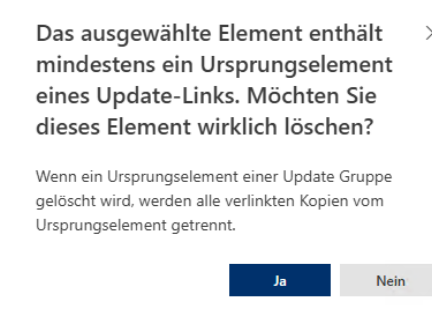 Das ausgewählte Element enthält
mindestens ein Ursprungselement
eines Update-Links. Möchten Sie
dieses Element wirklich löschen?
Wenn ein Ursprungselement einer Update Gruppe
gelöscht wird, werden alle verlinkten Kopien vom
Ursprungselement getrennt.
Ja
Nein